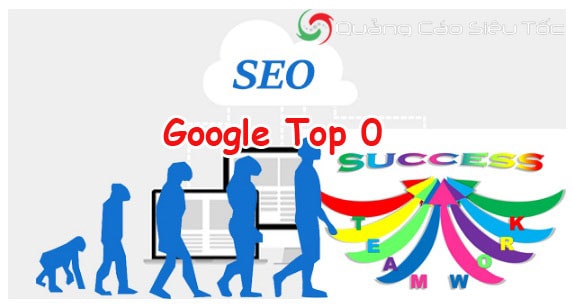 Quảng Cáo Siêu Tốc
SEO
Google Top 0
SUCCESS
TEAMWORK